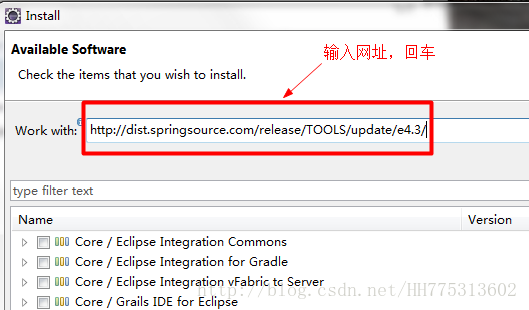 Install
Available Software
Check the items that you wish to install.
输入网址，回车
Work with: http://dist.springsource.com/release/TOOLS/update/e4.3/
type filter text
Name Version
Core / Eclipse Integration Commons
Core / Eclipse Integration for Gradle
Core / Eclipse Integration vFabric tc Server
Core / Grails IDE for Eclipse
http://blog.csdn.net/HH775313602